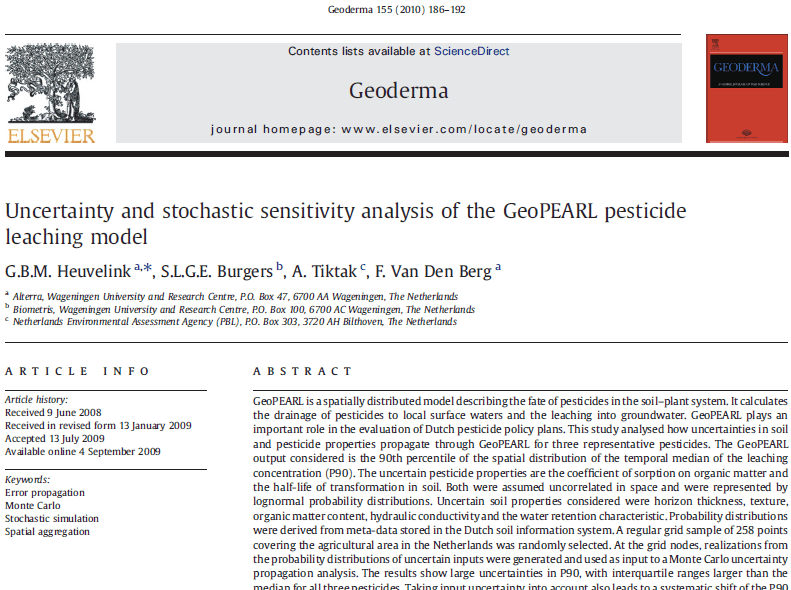 Geoderma 155 (2010) 186–192
Contents lists available at ScienceDirect
Geoderma
journal homepage: www.elsevier.com/locate/geoderma
ELSEVIER
GEODERMA
Uncertainty and stochastic sensitivity analysis of the GeoPEARL pesticide
leaching model
G.B.M. Heuvelink a,*, S.L.G.E. Burgers b, A. Tiktak c, F. Van Den Berg a
a Alterra, Wageningen University and Research Centre, P.O. Box 47, 6700 AA Wageningen, The Netherlands
b Biometris, Wageningen University and Research Centre, P.O. Box 100, 6700 AC Wageningen, The Netherlands
c Netherlands Environmental Assessment Agency (PBL), P.O. Box 303, 3720 AH Bilthoven, The Netherlands
ARTICLE INFO
Article history:
Received 9 June 2008
Received in revised form 13 January 2009
Accepted 13 July 2009
Available online 4 September 2009
Keywords:
Error propagation
Monte Carlo
Stochastic simulation
Spatial aggregation
ABSTRACT
GeoPEARL is a spatially distributed model describing the fate of pesticides in the soil–plant system. It calculates
the drainage of pesticides to local surface waters and the leaching into groundwater. GeoPEARL plays an
important role in the evaluation of Dutch pesticide policy plans. This study analysed how uncertainties in soil
and pesticide properties propagate through GeoPEARL for three representative pesticides. The GeoPEARL
output considered is the 90th percentile of the spatial distribution of the temporal median of the leaching
concentration (P90). The uncertain pesticide properties are the coefficient of sorption on organic matter and
the half-life of transformation in soil. Both were assumed uncorrelated in space and were represented by
lognormal probability distributions. Uncertain soil properties considered were horizon thickness, texture,
organic matter content, hydraulic conductivity and the water retention characteristic. Probability distributions
were derived from meta-data stored in the Dutch soil information system. A regular grid sample of 258 points
covering the agricultural area in the Netherlands was randomly selected. At the grid nodes, realizations from
the probability distributions of uncertain inputs were generated and used as input to a Monte Carlo uncertainty
propagation analysis. The results show large uncertainties in P90, with interquartile ranges larger than the
median for all three pesticides. Taking input uncertainty into account also leads to a systematic shift of the P90